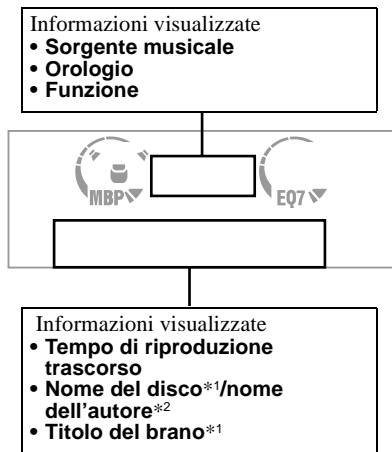 Informazioni visualizzate
• Sorgente musicale
• Orologio
• Funzione
MBP
EQ7
Informazioni visualizzate
• Tempo di riproduzione
trascorso
• Nome del disco*1/nome
dell'autore*2
• Titolo del brano*1